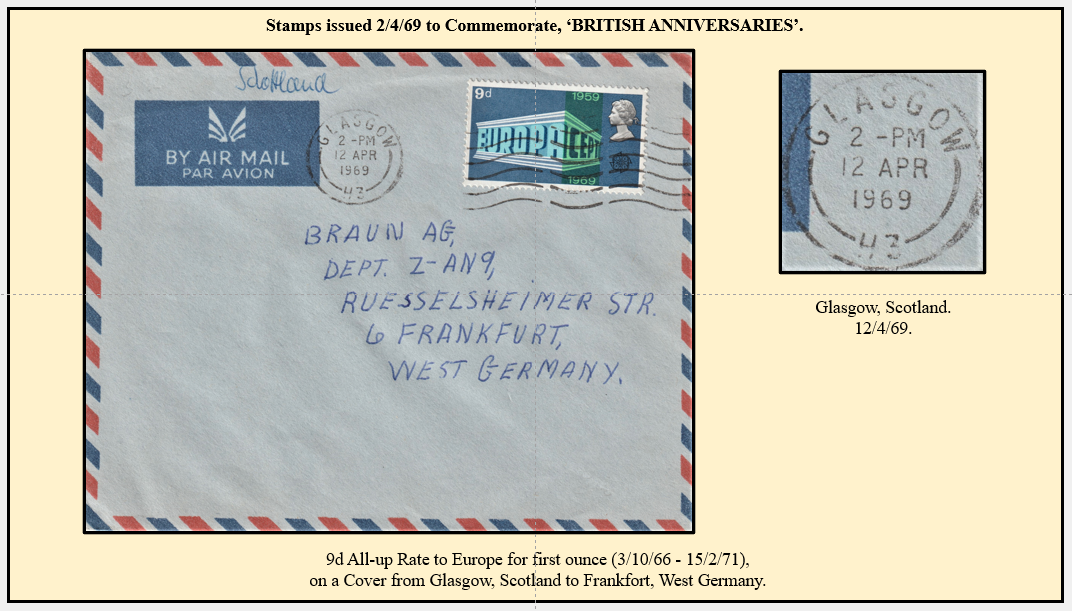 Stamps issued 2/4/69 to Commemorate, ‘BRITISH ANNIVERSARIES’.
Schottland
BY AIR MAIL
PAR AVION
GLASGOW
2 -PM
12 APR
1969
H3
9d
1959
EUROPA CEPT
1969
BRAUN AG,
DEPT. Z-AN9,
RUESSELSHEIMER STR.
6 FRANKFURT,
WEST GERMANY.
GLASGOW
2 -PM
12 APR
1969
H3
Glasgow, Scotland.
12/4/69.
9d All-up Rate to Europe for first ounce (3/10/66 - 15/2/71),
on a Cover from Glasgow, Scotland to Frankfort, West Germany.